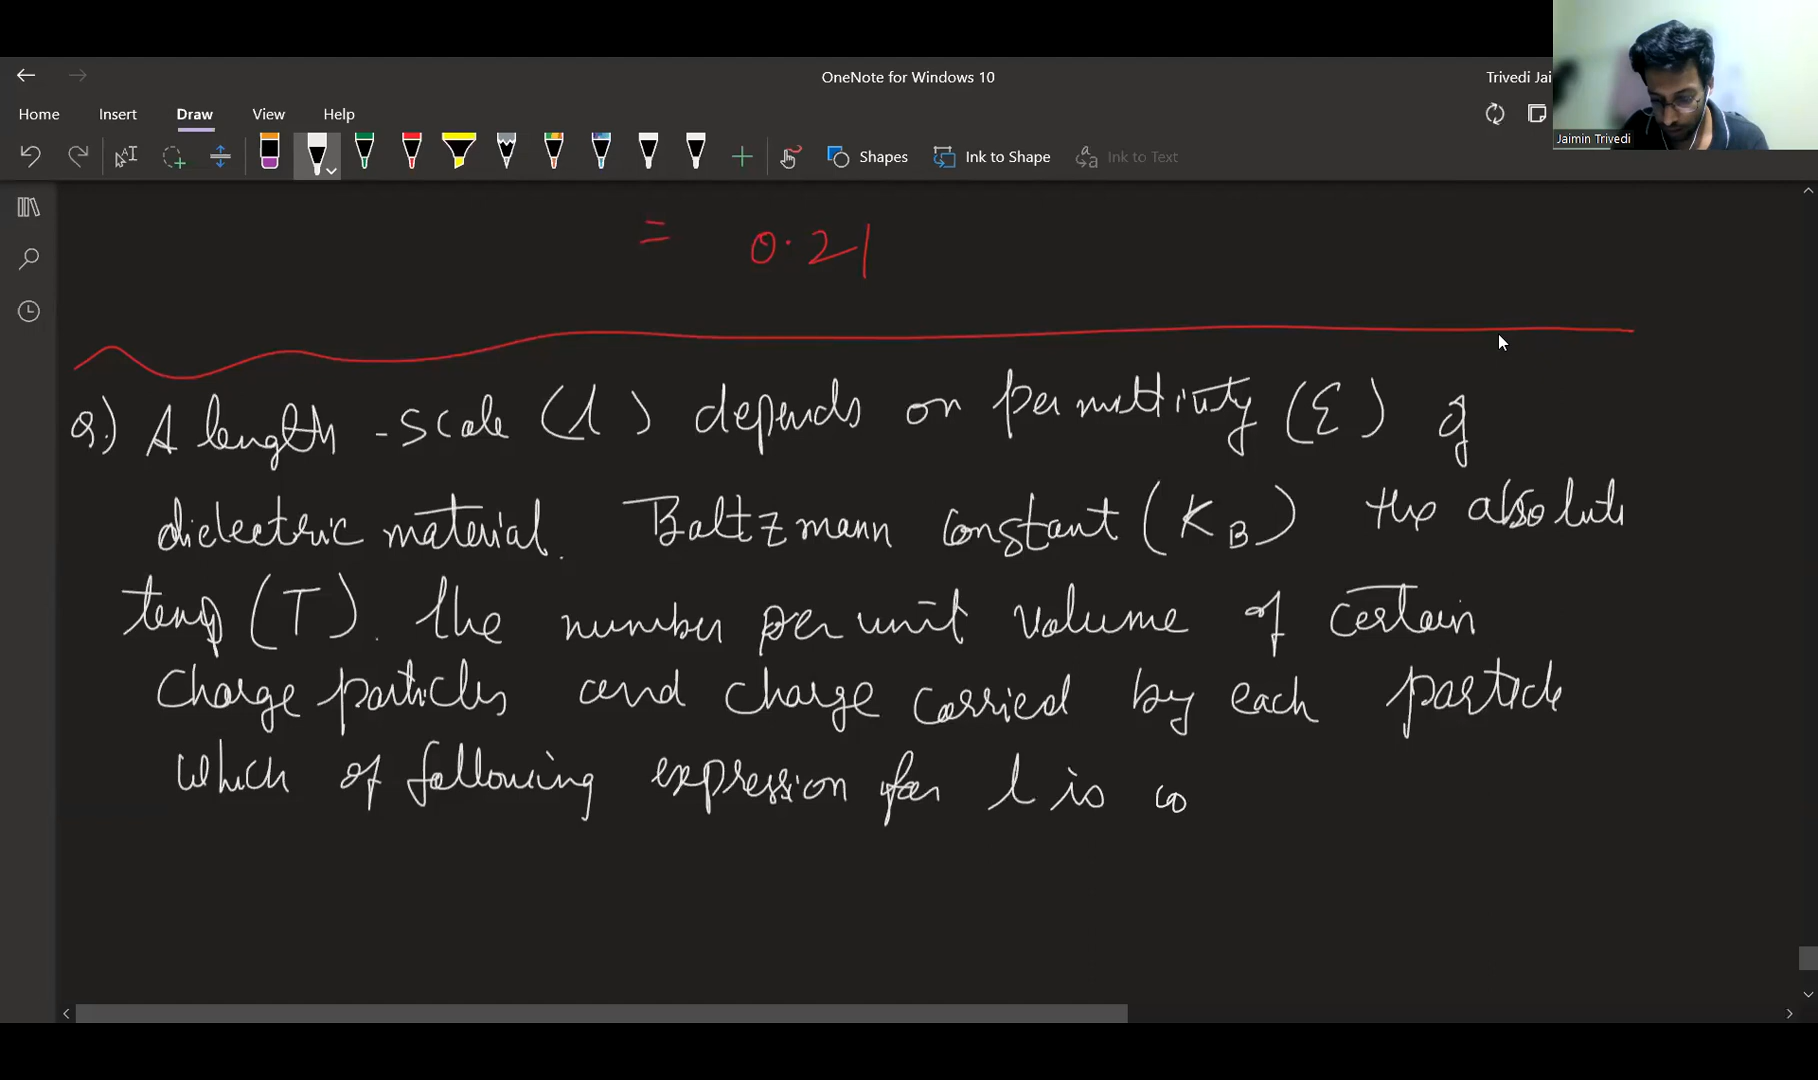 OneNote for Windows 10
Trivedi Jai
Home Insert Draw View Help
Shapes Ink to Shape Ink to Text
Jaimin Trivedi
= 0.21
Q.) A length-scale (l) depends on permittivity (ε) of
dielectric material. Boltzmann constant (KB) the absolute
temp (T). The number per unit volume of certain
charge particles and charge carried by each particle
which of following expression for l is co